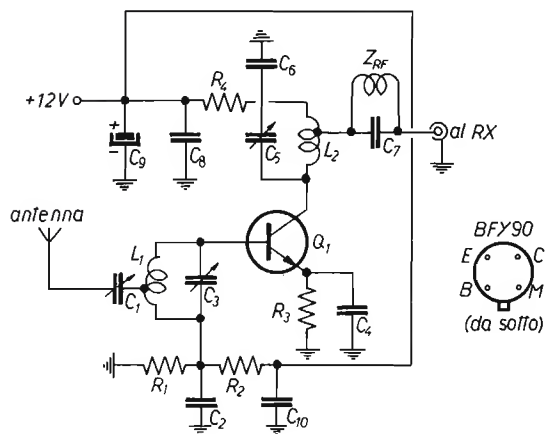 C6
ZRF
R4
+12V
+
-
C9
C8
C5
L2
C7
al RX
antenna
L1
C1
C3
Q1
R3
C4
BFY90
E
C
B
M
(da sotto)
R1
R2
C2
C10